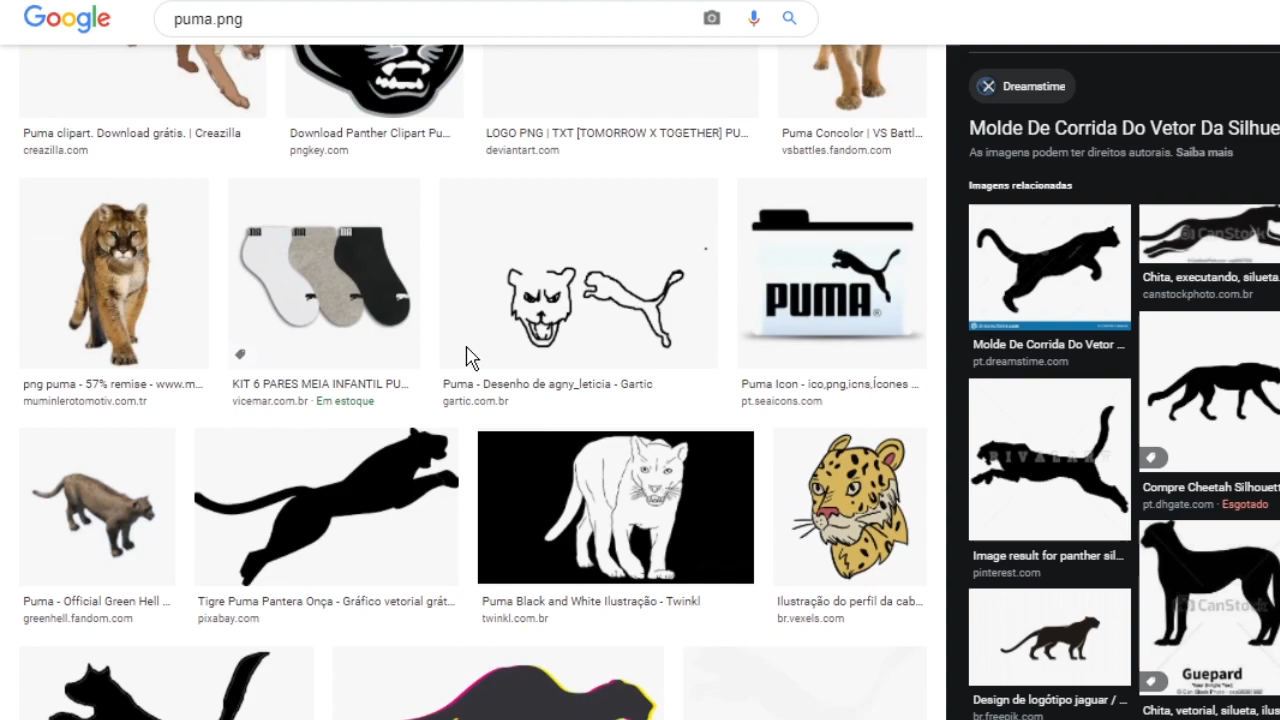 Google
puma.png
Puma clipart. Download grátis. | Creazilla
creazilla.com
Download Panther Clipart Pu...
pngkey.com
LOGO PNG | TXT [TOMORROW X TOGETHER] PU...
deviantart.com
Puma Concolor | VS Battl...
vsbattles.fandom.com
PUMA®
png puma - 57% remise - www.m...
muminlerotomotiv.com.tr
KIT 6 PARES MEIA INFANTIL PU...
vicemar.com.br · Em estoque
Puma - Desenho de agny_leticia - Gartic
gartic.com.br
Puma Icon - ico,png,icns,Ícones ...
pt.seaicons.com
Puma - Official Green Hell ...
greenhell.fandom.com
Tigre Puma Pantera Onça - Gráfico vetorial grát...
pixabay.com
Puma Black and White Ilustração - Twinkl
twinkl.com.br
Ilustração do perfil da cab...
br.vexels.com
Dreamstime
Molde De Corrida Do Vetor Da Silhue
As imagens podem ter direitos autorais. Saiba mais
Imagens relacionadas
Molde De Corrida Do Vetor ...
pt.dreamstime.com
CanStock
Chita, executando, silueta
canstockphoto.com.br
Image result for panther sil...
pinterest.com
Compre Cheetah Silhouett
pt.dhgate.com · Esgotado
Design de logótipo jaguar / ...
br.freepik.com
CanStock
Guepard
Chita, vetorial, silueta, ilus